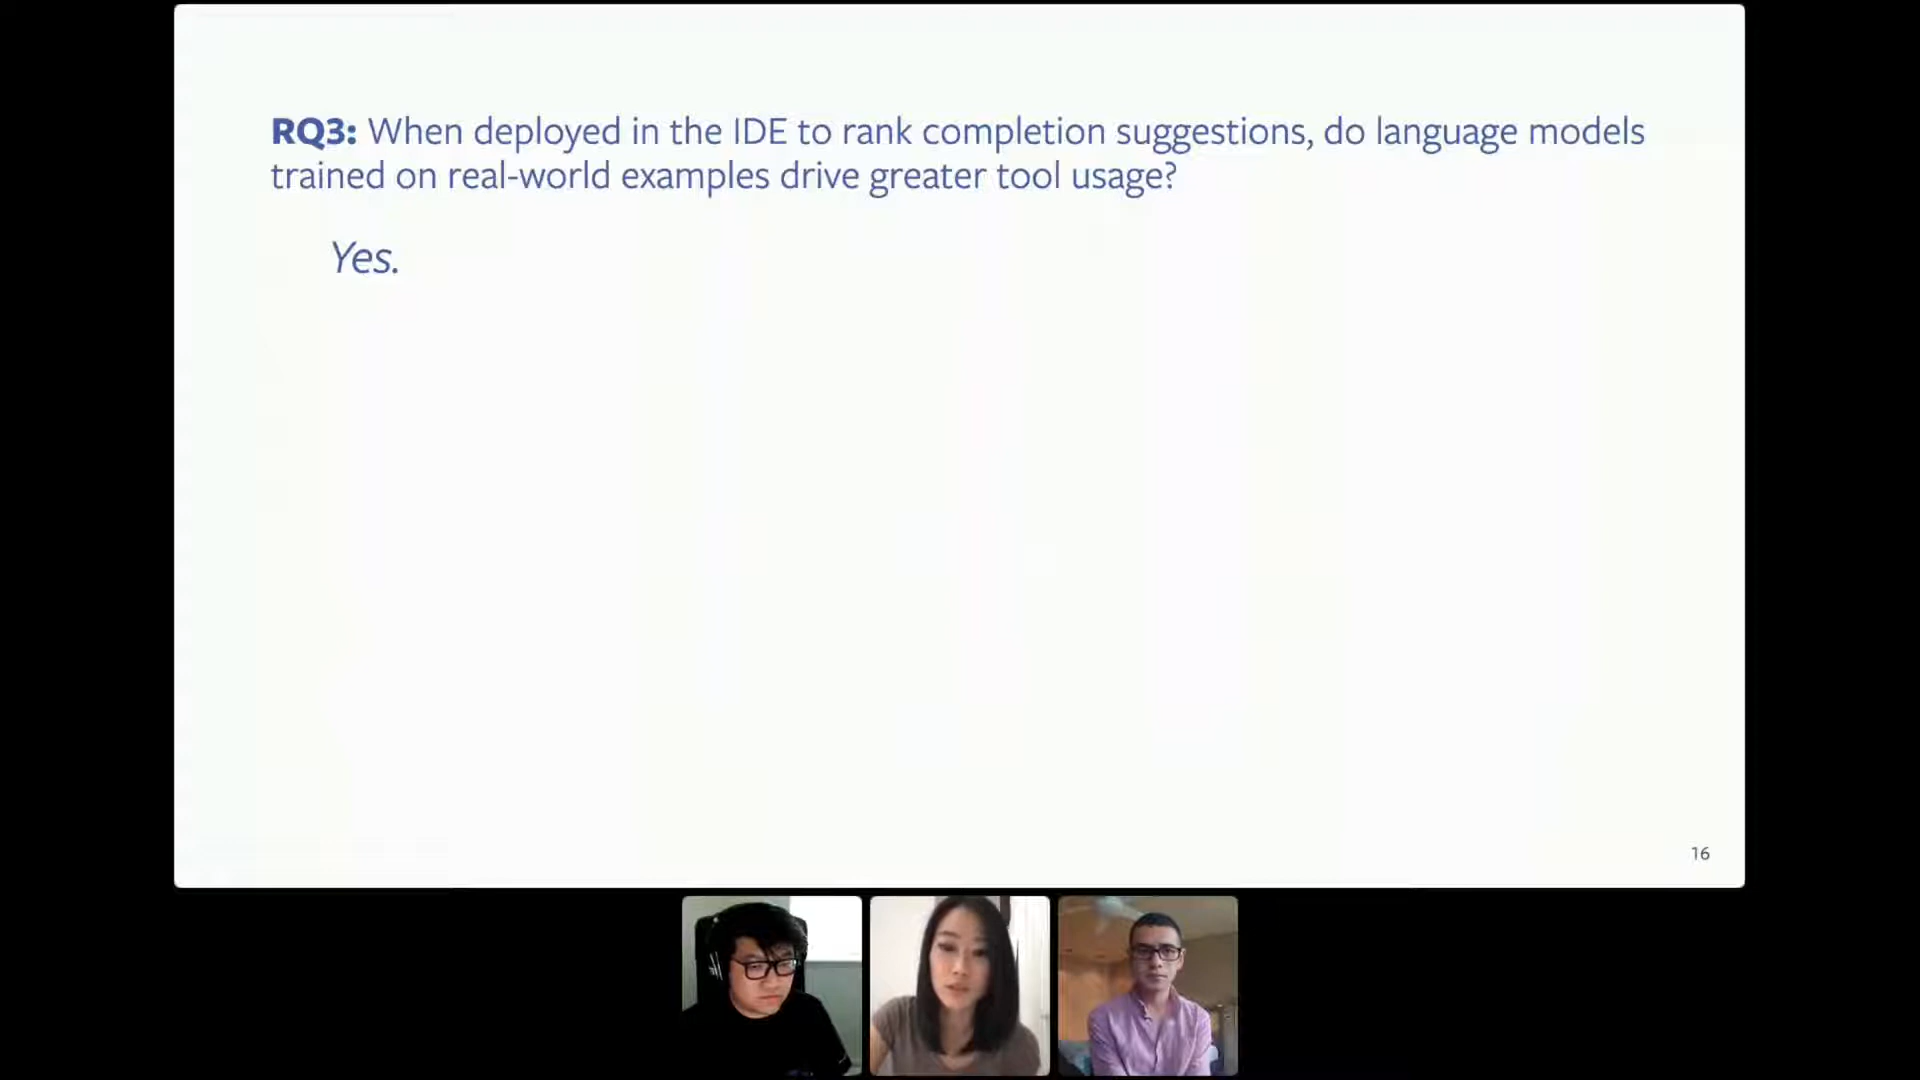 RQ3: When deployed in the IDE to rank completion suggestions, do language models
trained on real-world examples drive greater tool usage?
Yes.
16